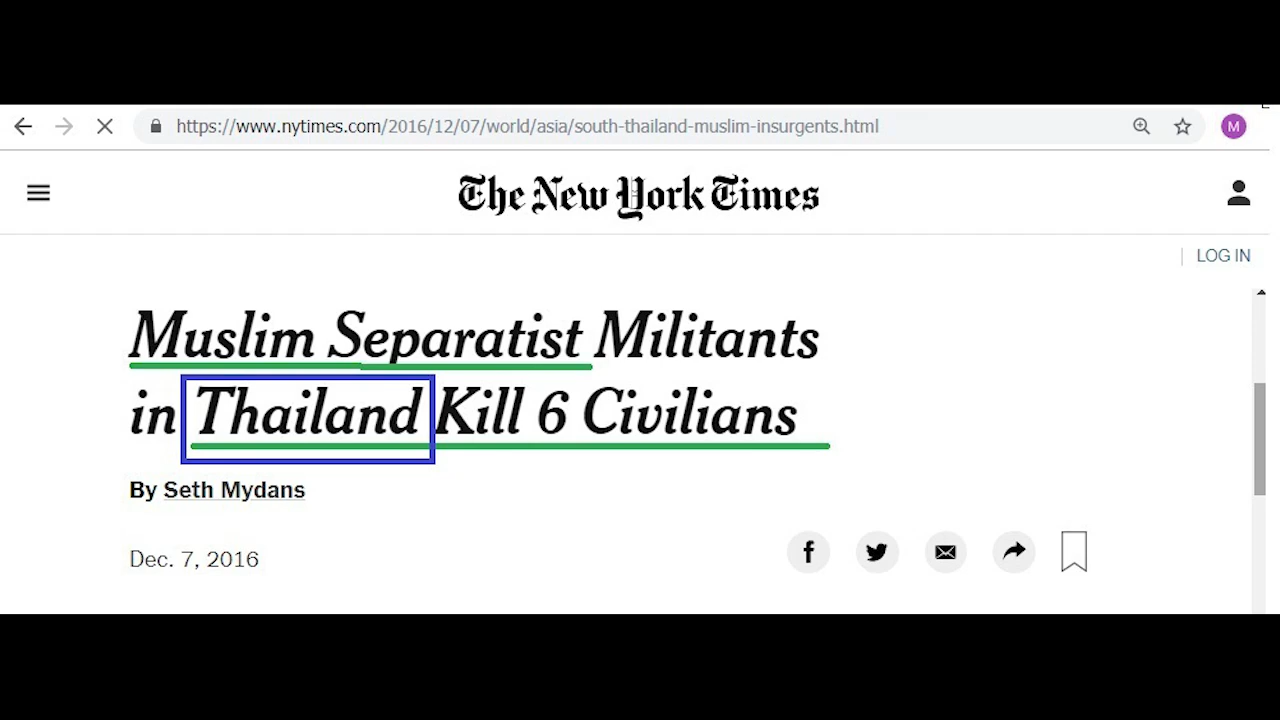 https://www.nytimes.com/2016/12/07/world/asia/south-thailand-muslim-insurgents.html
M
The New York Times
LOG IN
Muslim Separatist Militants
in Thailand Kill 6 Civilians
By Seth Mydans
Dec. 7, 2016